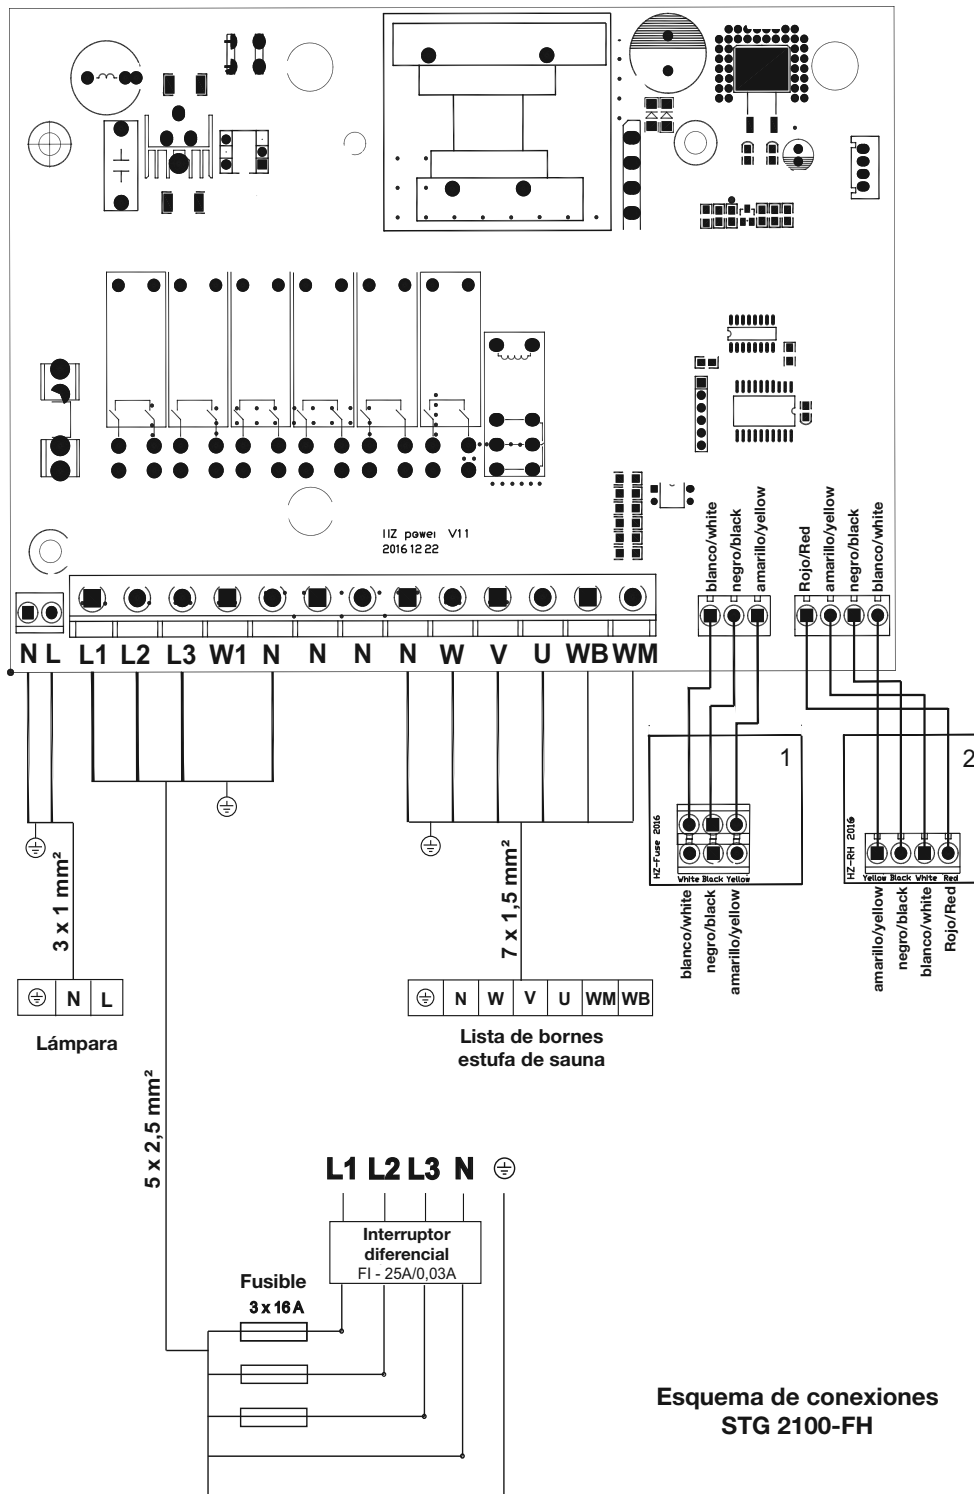 HZ power V11
2016 12 22
blanco/white
negro/black
amarillo/yellow
Rojo/Red
amarillo/yellow
negro/black
blanco/white
N L L1 L2 L3 W1 N N N N W V U WB WM
1
2
HZ-Fuse 2016
HZ-RH 2016
White Black Yellow
Yellow Black White Red
blanco/white
negro/black
amarillo/yellow
amarillo/yellow
negro/black
blanco/white
Rojo/Red
3 x 1 mm²
7 x 1,5 mm²
N L
N W V U WM WB
Lámpara
Lista de bornes
estufa de sauna
5 x 2,5 mm²
L1 L2 L3 N
Interruptor
diferencial
FI - 25A/0,03A
Fusible
3 x 16 A
Esquema de conexiones
STG 2100-FH